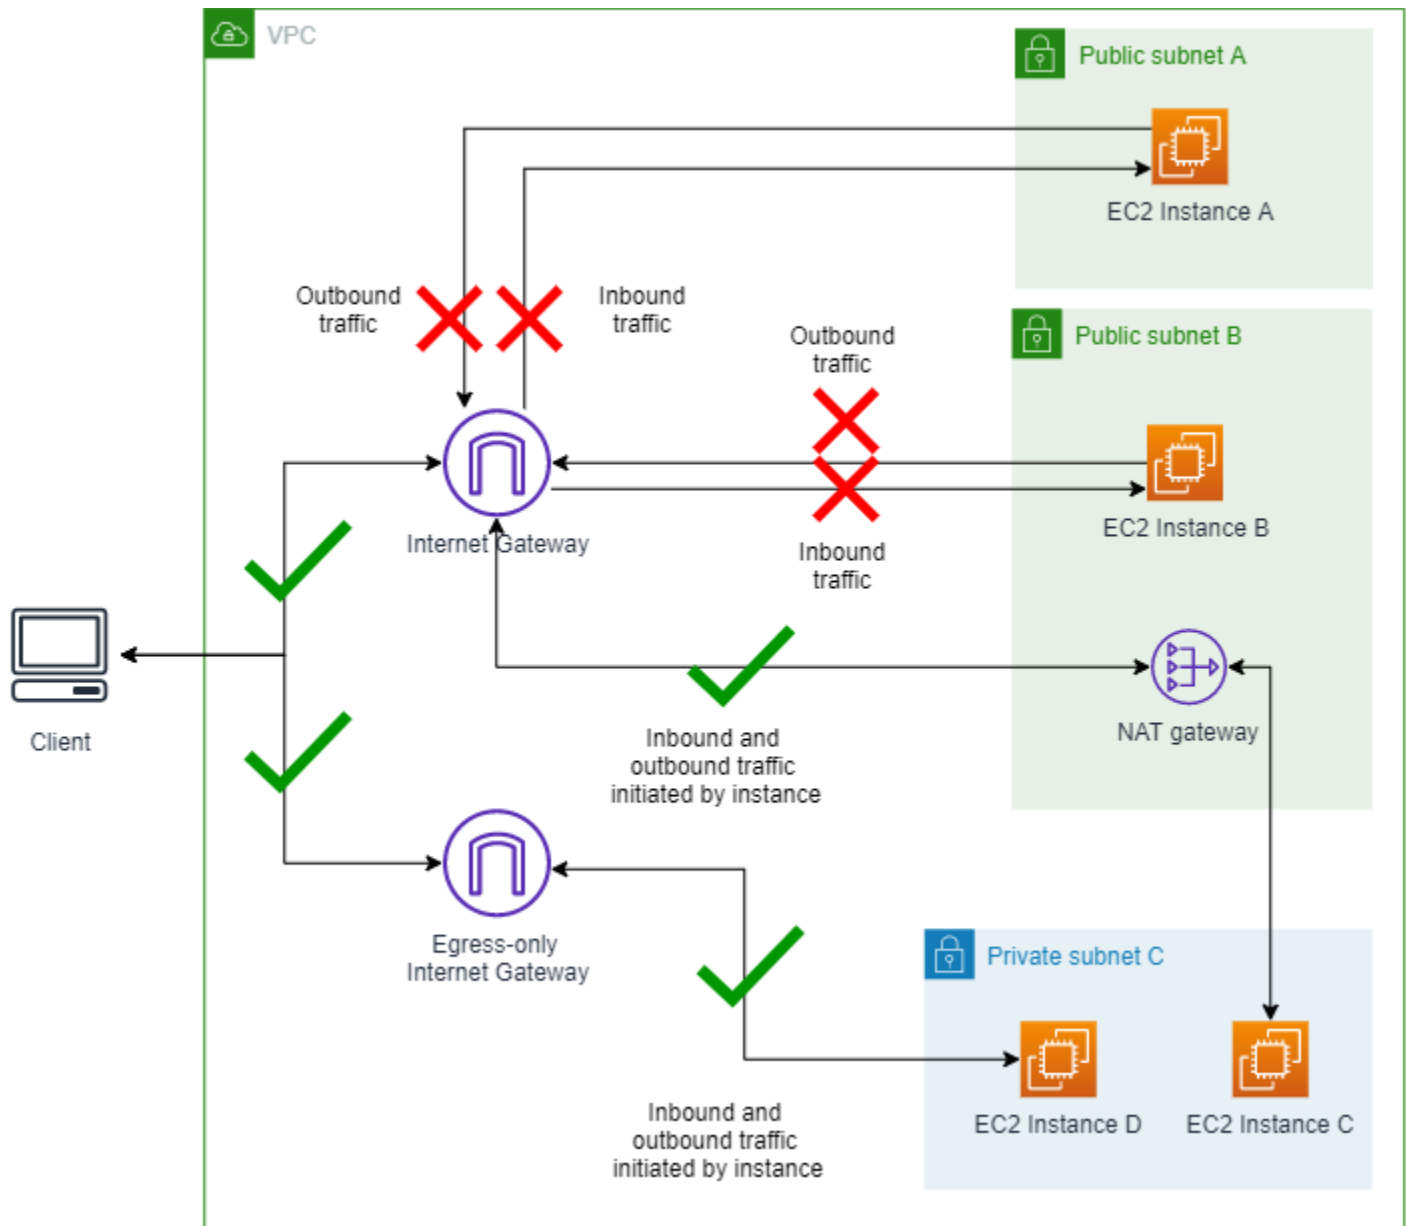 VPC
Public subnet A
EC2 Instance A
Outbound
traffic
Inbound
traffic
Public subnet B
Outbound
traffic
EC2 Instance B
Internet Gateway
Inbound
traffic
Client
NAT gateway
Inbound and
outbound traffic
initiated by instance
Egress-only
Internet Gateway
Private subnet C
EC2 Instance D
EC2 Instance C
Inbound and
outbound traffic
initiated by instance